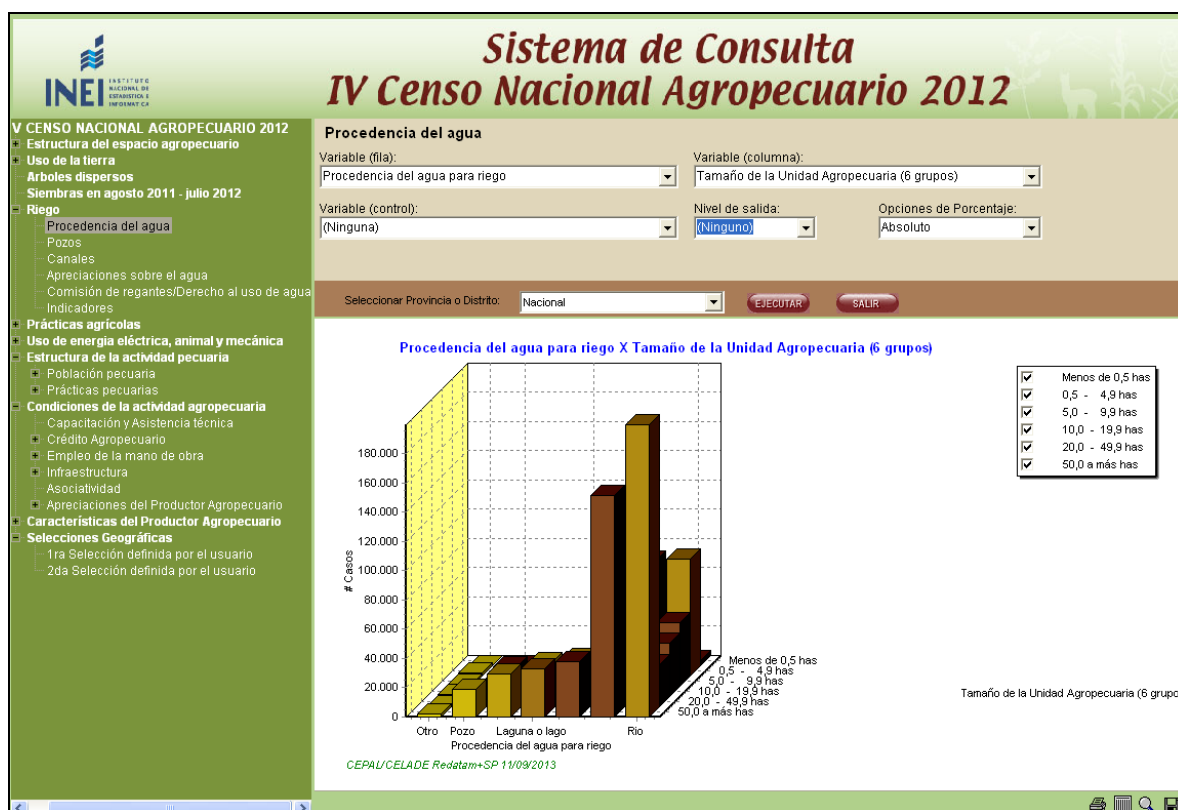 Sistema de Consulta
IV Censo Nacional Agropecuario 2012
INEI
INSTITUTO
NACIONAL DE
ESTADISTICA E
INFORMATICA
V CENSO NACIONAL AGROPECUARIO 2012
Estructura del espacio agropecuario
Uso de la tierra
Arboles dispersos
Siembras en agosto 2011 - julio 2012
Riego
Procedencia del agua
Pozos
Canales
Apreciaciones sobre el agua
Comisión de regantes/Derecho al uso de agua
Indicadores
Prácticas agrícolas
Uso de energia eléctrica, animal y mecánica
Estructura de la actividad pecuaria
Población pecuaria
Prácticas pecuarias
Condiciones de la actividad agropecuaria
Capacitación y Asistencia técnica
Crédito Agropecuario
Empleo de la mano de obra
Infraestructura
Asociatividad
Apreciaciones del Productor Agropecuario
Características del Productor Agropecuario
Selecciones Geográficas
1ra Selección definida por el usuario
2da Selección definida por el usuario
Procedencia del agua
Variable (fila): Variable (columna):
Procedencia del agua para riego Tamaño de la Unidad Agropecuaria (6 grupos)
Variable (control): Nivel de salida: Opciones de Porcentaje:
(Ninguna) (Ninguno) Absoluto
Seleccionar Provincia o Distrito: Nacional EJECUTAR SALIR
Procedencia del agua para riego X Tamaño de la Unidad Agropecuaria (6 grupos)
Menos de 0,5 has
0,5 - 4,9 has
5,0 - 9,9 has
10,0 - 19,9 has
20,0 - 49,9 has
50,0 a más has
180.000
160.000
140.000
120.000
100.000
80.000
60.000
40.000
20.000
0
# Casos
Menos de 0,5 has
0,5 - 4,9 has
5,0 - 9,9 has
10,0 - 19,9 has
20,0 - 49,9 has
50,0 a más has
Tamaño de la Unidad Agropecuaria (6 grupo
Otro Pozo Laguna o lago Rio
Procedencia del agua para riego
CEPAL/CELADE Redatam+SP 11/09/2013